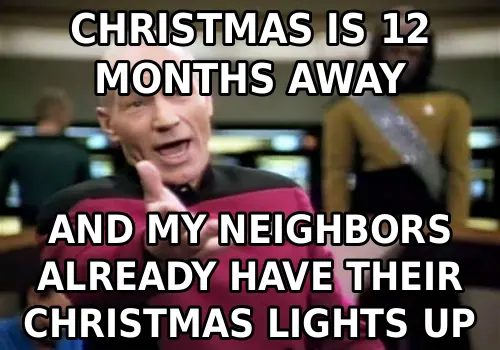 CHRISTMAS IS 12
MONTHS AWAY
AND MY NEIGHBORS
ALREADY HAVE THEIR
CHRISTMAS LIGHTS UP